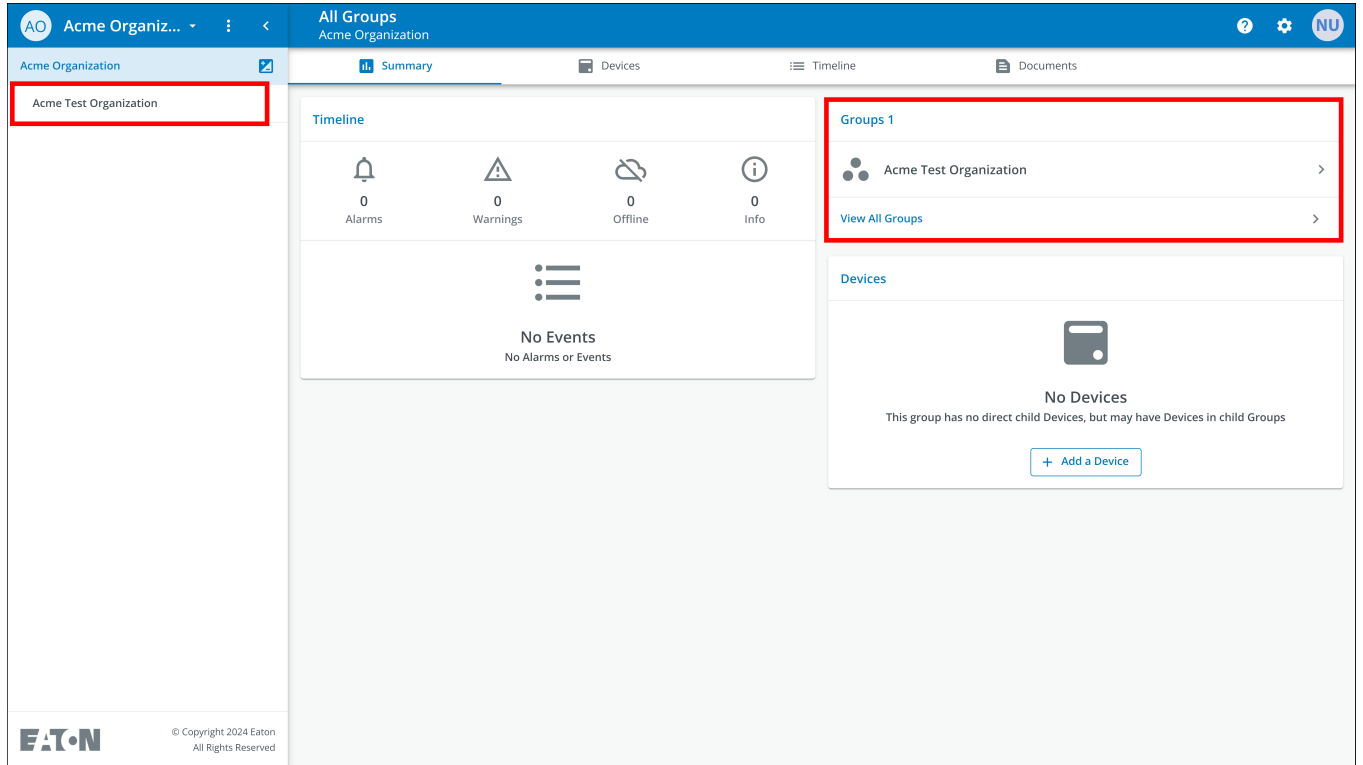 AO
Acme Organiz...
All Groups
Acme Organization
NU
Acme Organization
Acme Test Organization
Summary
Devices
Timeline
Documents
Timeline
0
Alarms
0
Warnings
0
Offline
0
Info
No Events
No Alarms or Events
Groups 1
Acme Test Organization
View All Groups
Devices
No Devices
This group has no direct child Devices, but may have Devices in child Groups
+ Add a Device
EATON
© Copyright 2024 Eaton
All Rights Reserved